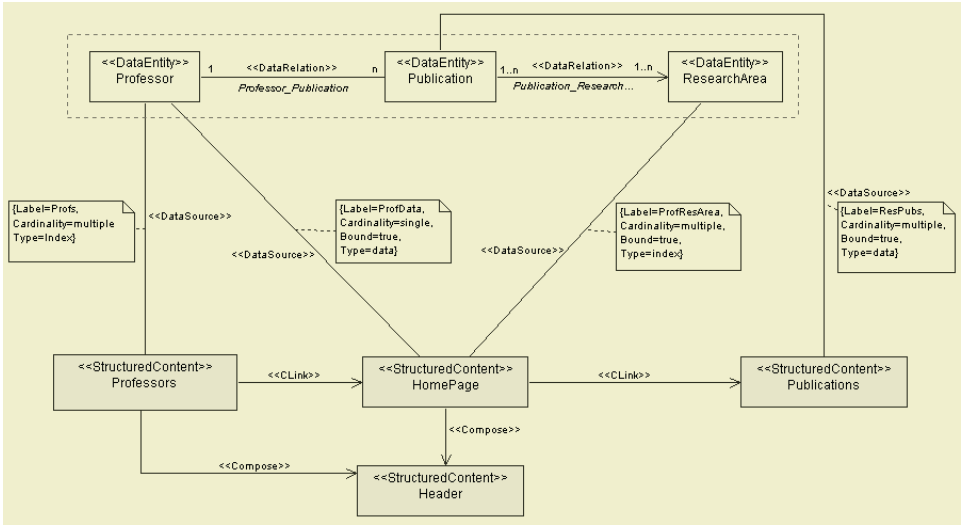 <<DataEntity>>
Professor
1
<<DataRelation>>
n
Professor_Publication
<<DataEntity>>
Publication
1..n
<<DataRelation>>
1..n
Publication_Research...
<<DataEntity>>
ResearchArea
{Label=Profs,
Cardinality=multiple
Type=Index}
<<DataSource>>
{Label=ProfData,
Cardinality=single,
Bound=true,
Type=data}
<<DataSource>>
{Label=ProfResArea,
Cardinality=multiple,
Bound=true,
Type=index}
<<DataSource>>
<<DataSource>>
{Label=ResPubs,
Cardinality=multiple,
Bound=true,
Type=data}
<<StructuredContent>>
Professors
<<CLink>>
<<StructuredContent>>
HomePage
<<CLink>>
<<StructuredContent>>
Publications
<<Compose>>
<<Compose>>
<<StructuredContent>>
Header